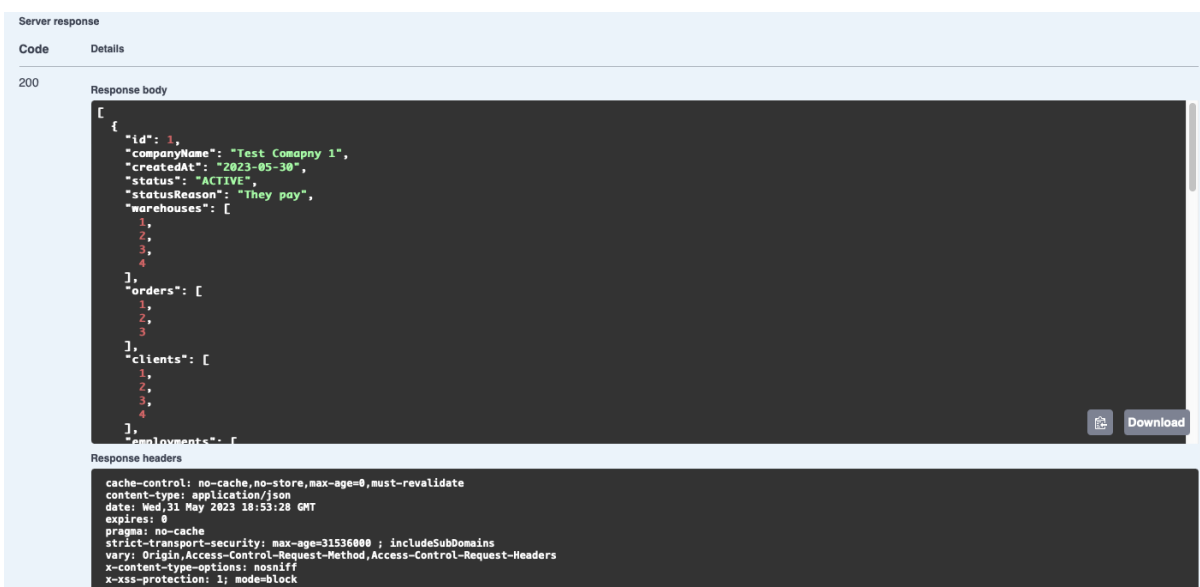 Server response
Code Details
200
Response body
[
{
"id": 1,
"companyName": "Test Comapny 1",
"createdAt": "2023-05-30",
"status": "ACTIVE",
"statusReason": "They pay",
"warehouses": [
1,
2,
3,
4
],
"orders": [
1,
2,
3
],
"clients": [
1,
2,
3,
4
],
"employments": [
Download
Response headers
cache-control: no-cache,no-store,max-age=0,must-revalidate
content-type: application/json
date: Wed,31 May 2023 18:53:28 GMT
expires: 0
pragma: no-cache
strict-transport-security: max-age=31536000 ; includeSubDomains
vary: Origin,Access-Control-Request-Method,Access-Control-Request-Headers
x-content-type-options: nosniff
x-xss-protection: 1; mode=block